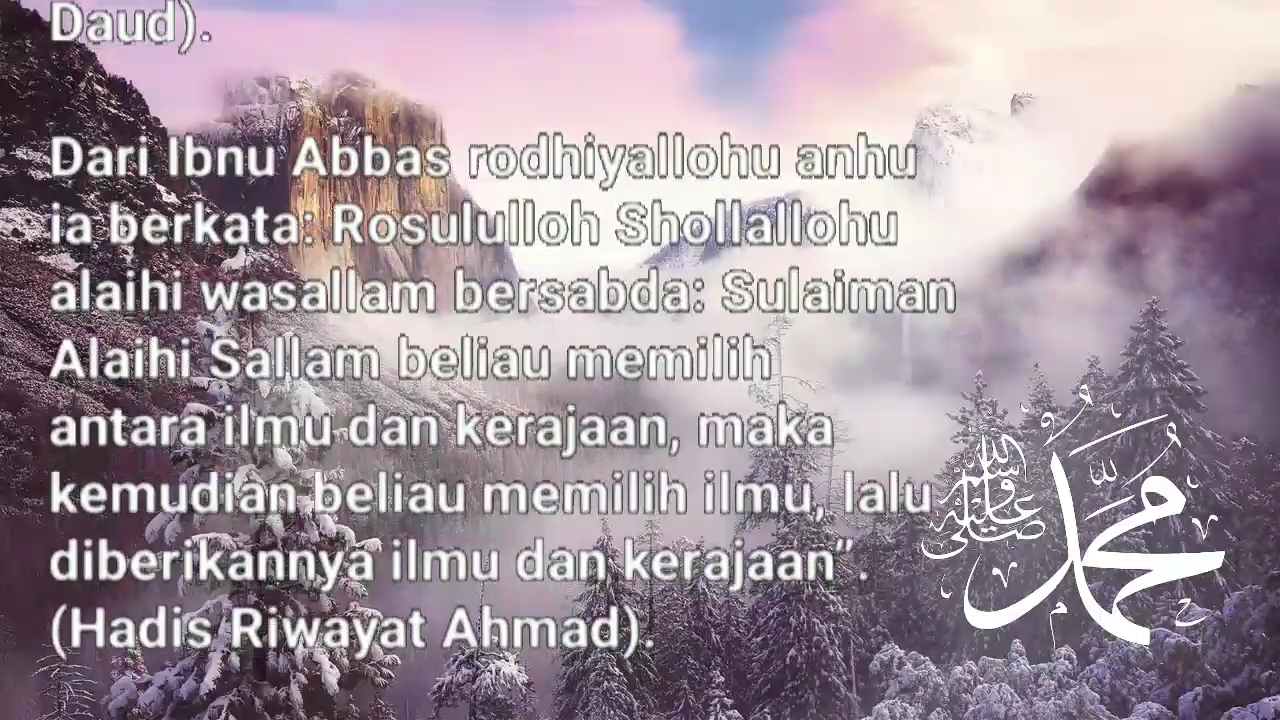 Daud).
Dari Ibnu Abbas rodhiyallohu anhu
ia berkata: Rosululloh Shollallohu
alaihi wasallam bersabda: Sulaiman
Alaihi Sallam beliau memilih
antara ilmu dan kerajaan, maka
kemudian beliau memilih ilmu, lalu
diberikannya ilmu dan kerajaan”.
(Hadis Riwayat Ahmad).
محمد
صلى الله عليه وسلم